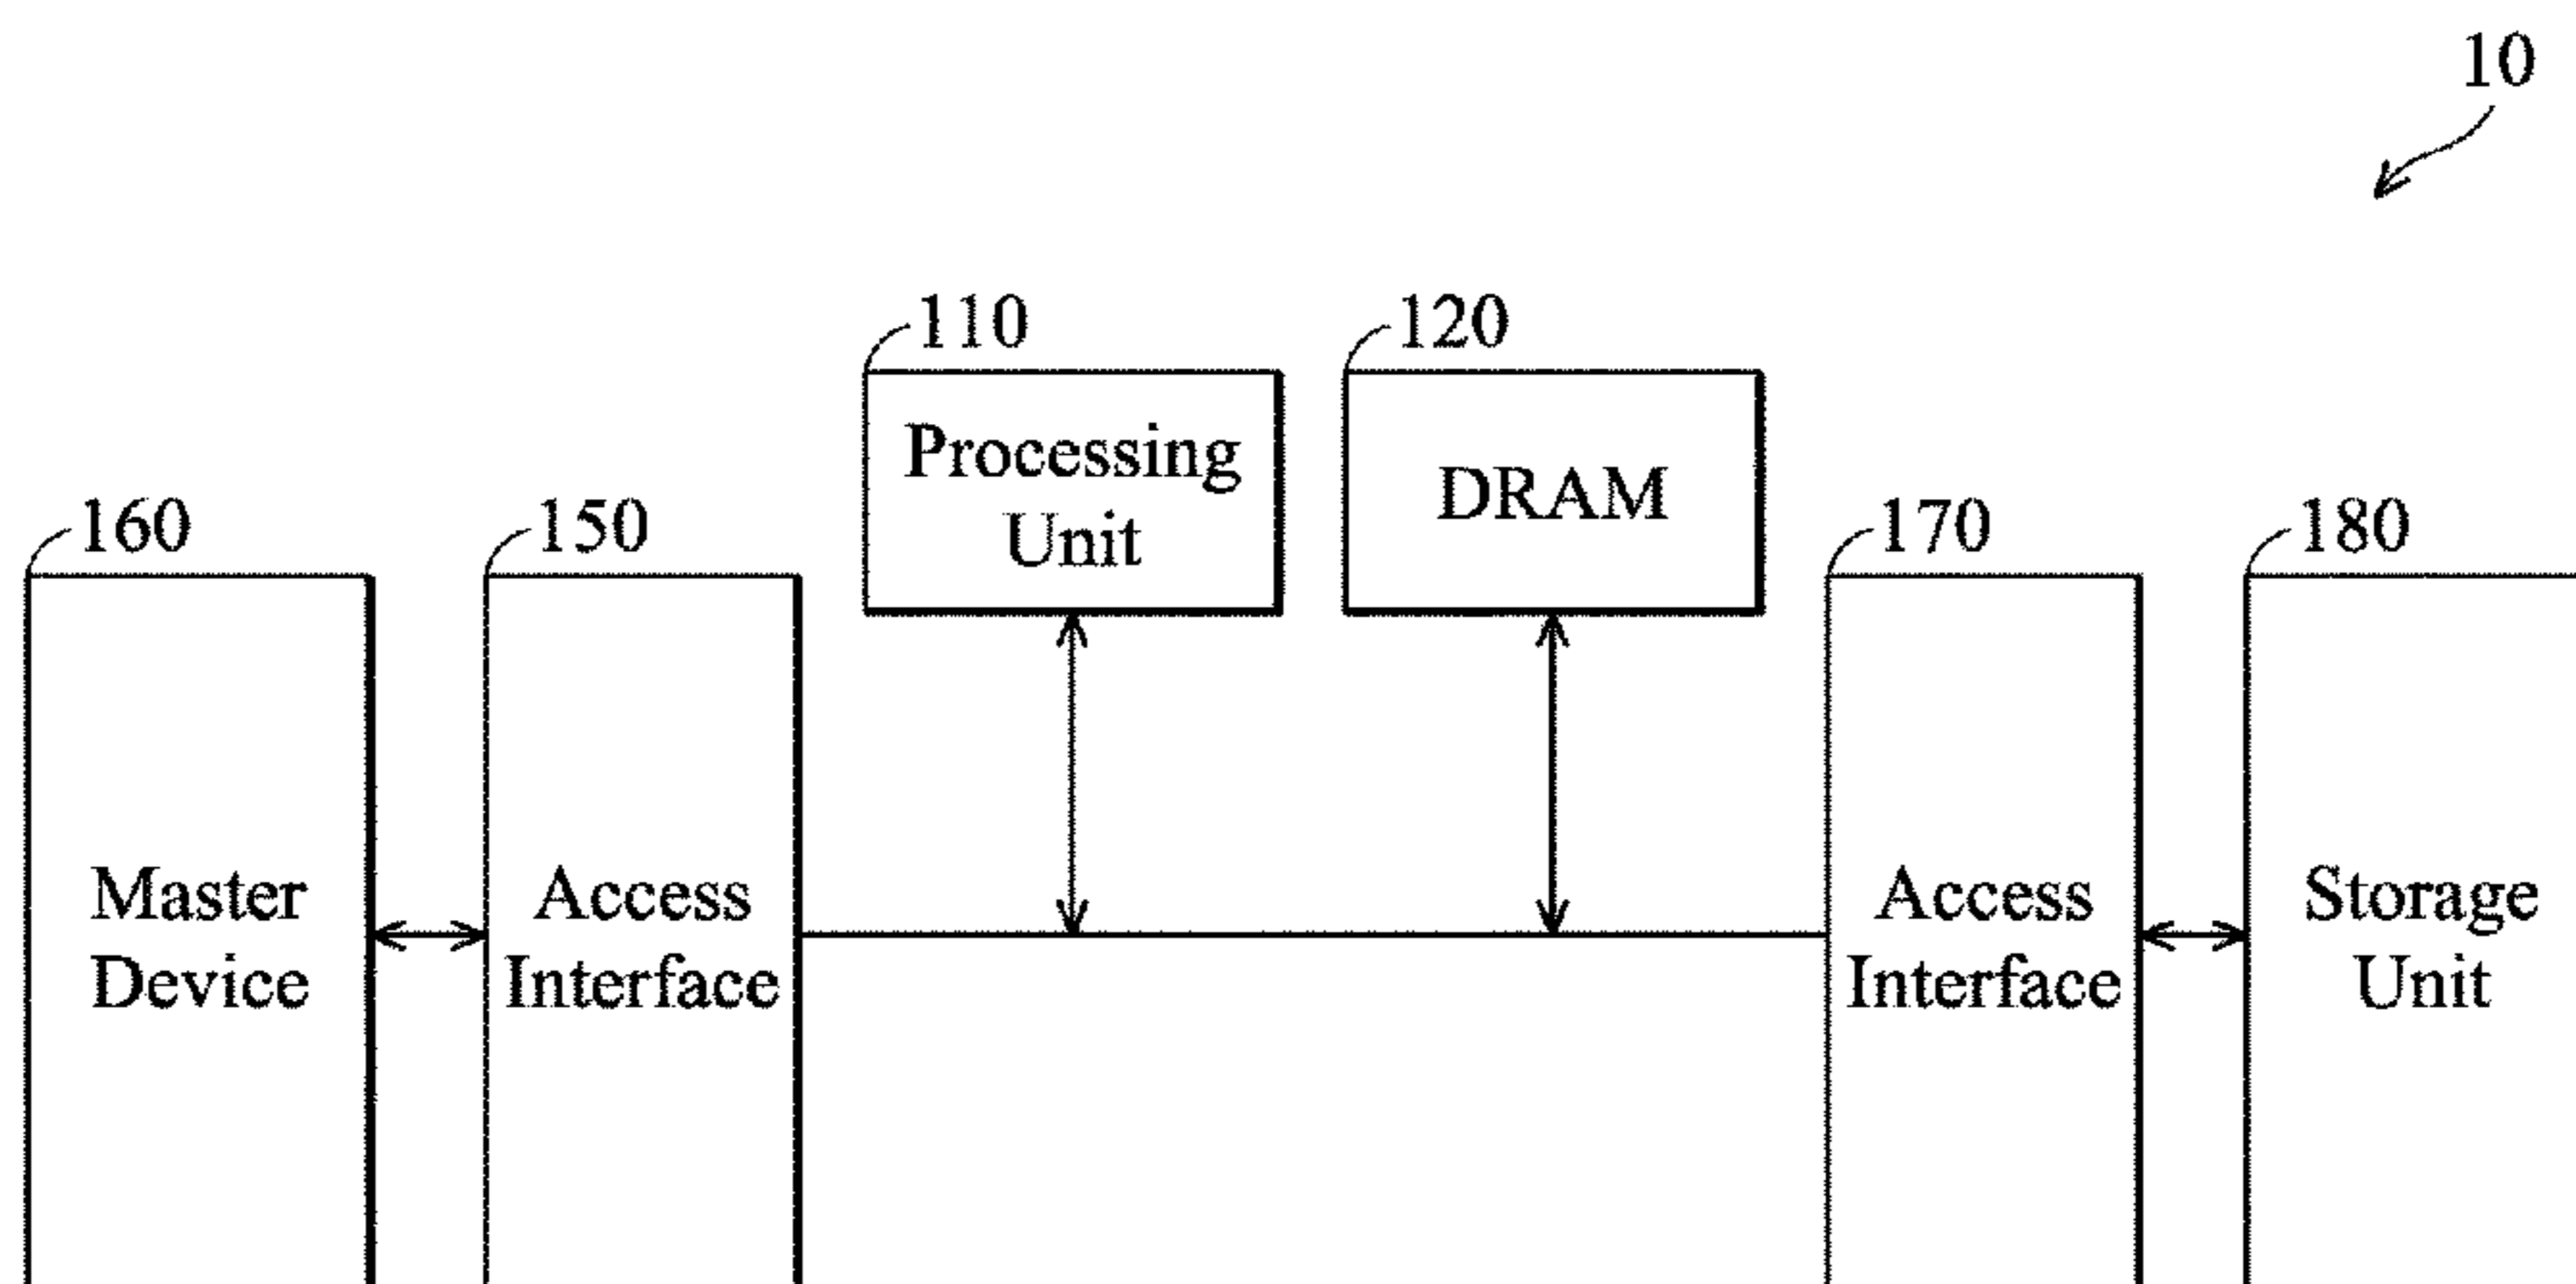 10
110
120
Processing
Unit
DRAM
160
150
170
180
Master
Device
Access
Interface
Access
Interface
Storage
Unit